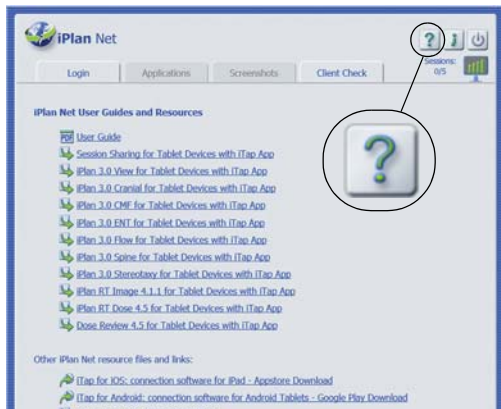 iPlan Net
Sessions:
0/5
Login Applications Screenshots Client Check
iPlan Net User Guides and Resources
PDF User Guide
Session Sharing for Tablet Devices with iTap App
iPlan 3.0 View for Tablet Devices with iTap App
iPlan 3.0 Cranial for Tablet Devices with iTap App
iPlan 3.0 CMF for Tablet Devices with iTap App
iPlan 3.0 ENT for Tablet Devices with iTap App
iPlan 3.0 Flow for Tablet Devices with iTap App
iPlan 3.0 Spine for Tablet Devices with iTap App
iPlan 3.0 Stereotaxy for Tablet Devices with iTap App
iPlan RT Image 4.1.1 for Tablet Devices with iTap App
iPlan RT Dose 4.5 for Tablet Devices with iTap App
Dose Review 4.5 for Tablet Devices with iTap App
Other iPlan Net resource files and links:
iTap for iOS: connection software for iPad - Appstore Download
iTap for Android: connection software for Android Tablets - Google Play Download